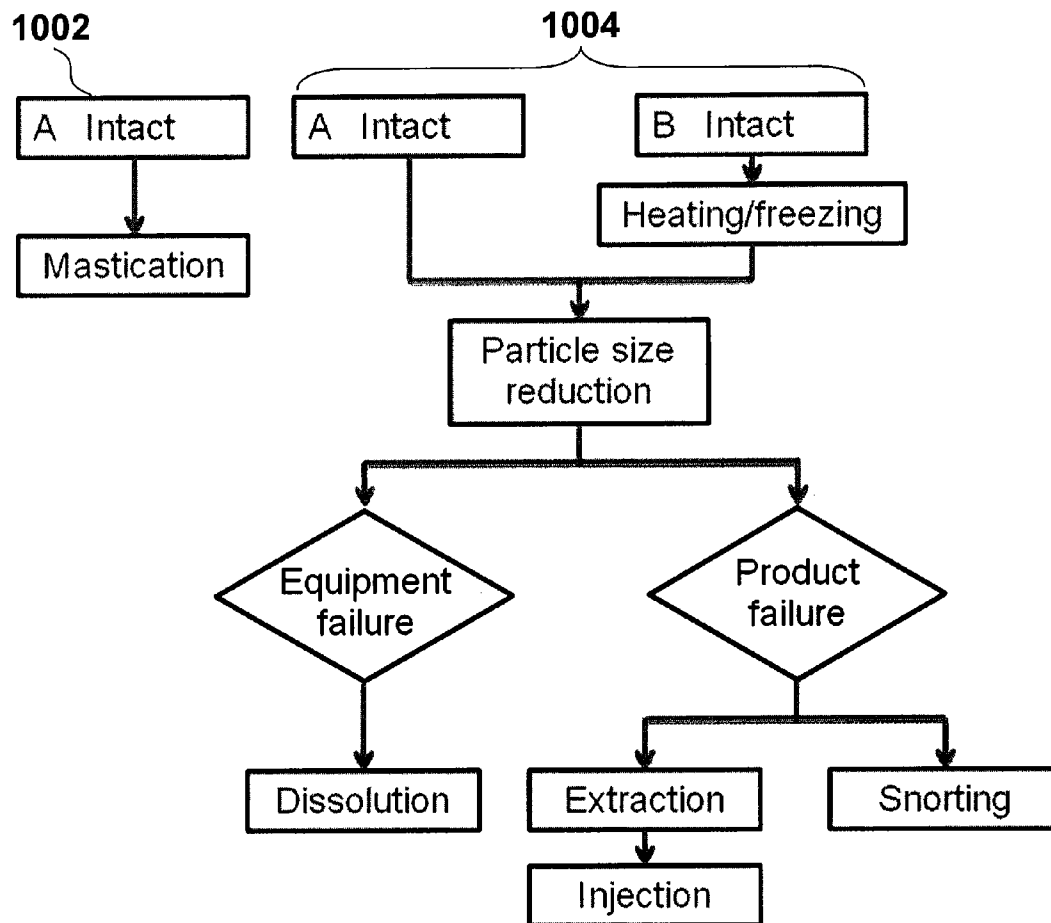 1002
1004
A Intact
A Intact
B Intact
Heating/freezing
Mastication
Particle size
reduction
Equipment
failure
Product
failure
Dissolution
Extraction
Snorting
Injection